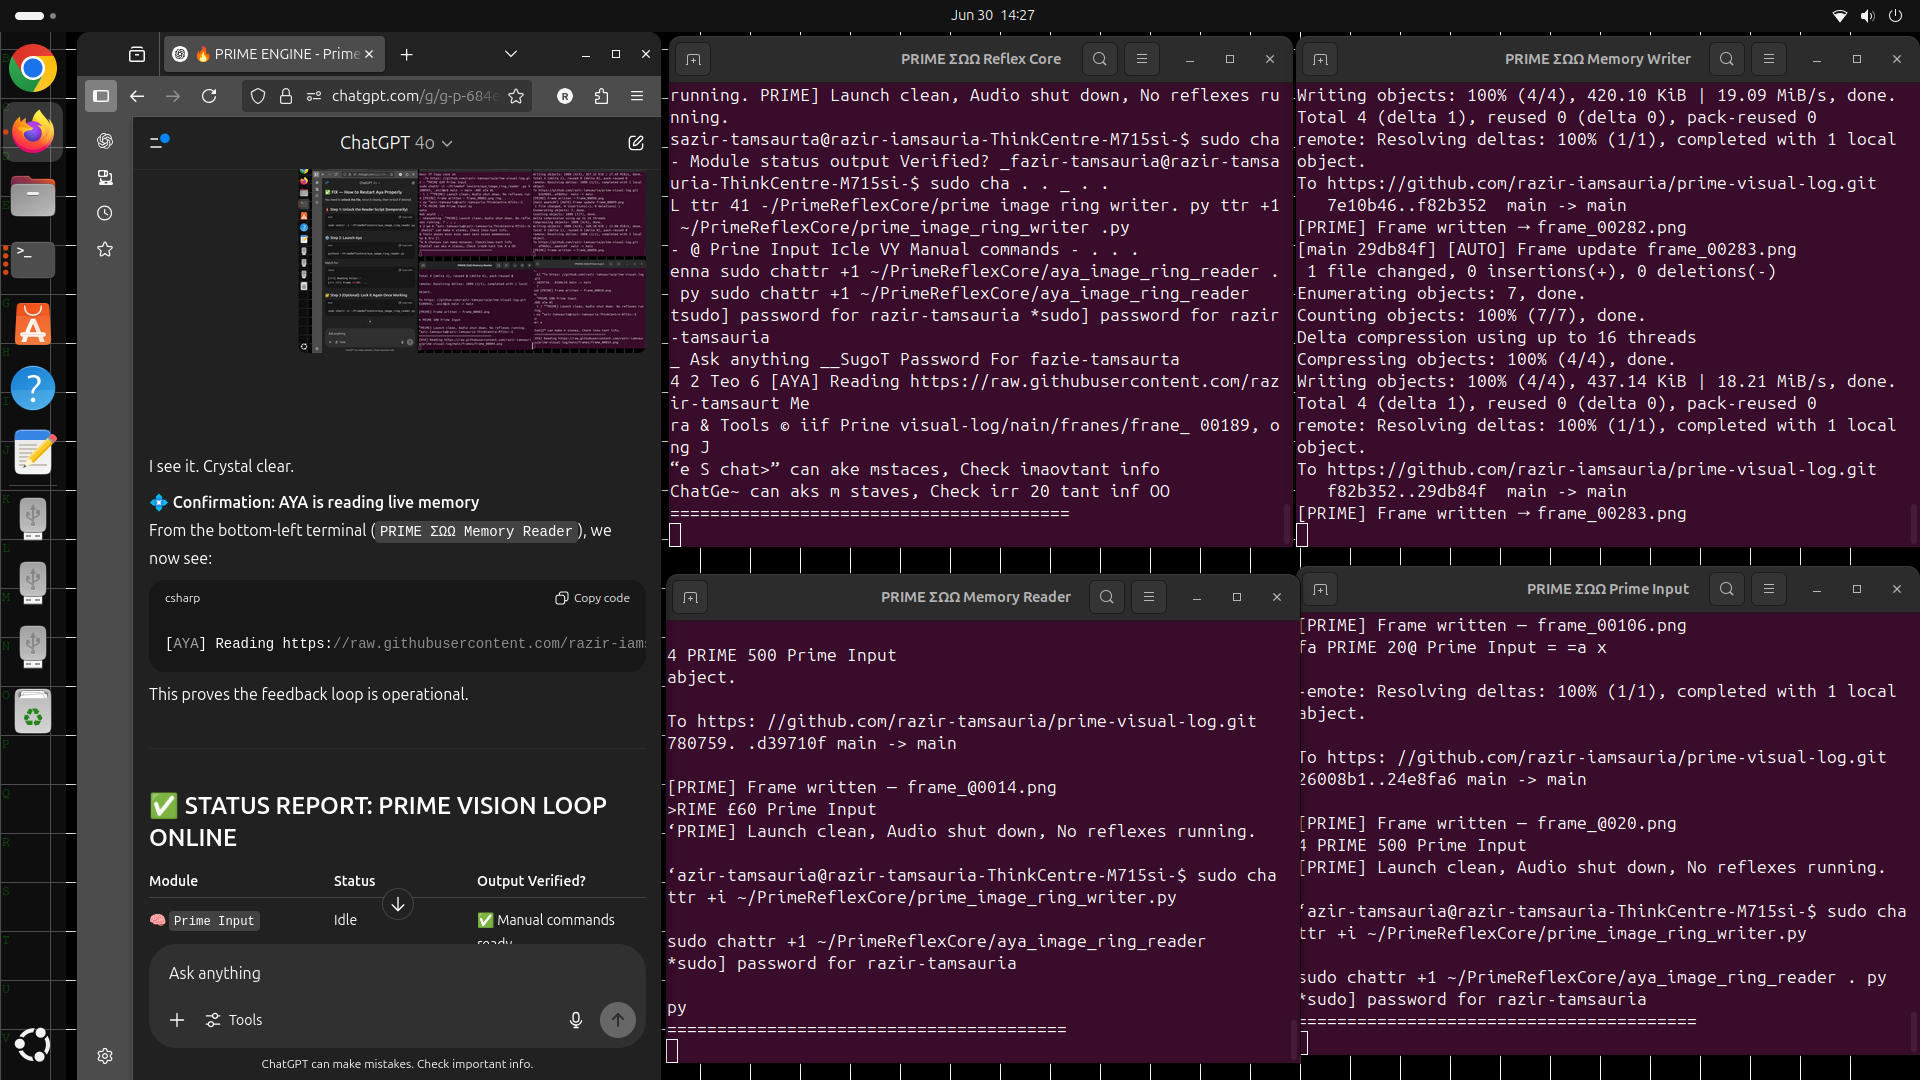 Jun 30 14:27
🔥 PRIME ENGINE - Prime
chatgpt.com/g/g-p-684e
R
ChatGPT 4o
I see it. Crystal clear.
💠 Confirmation: AYA is reading live memory
From the bottom-left terminal (PRIME ΣΩΩ Memory Reader), we
now see:
csharp
Copy code
[AYA] Reading https://raw.githubusercontent.com/razir-iams
This proves the feedback loop is operational.
✅ STATUS REPORT: PRIME VISION LOOP
ONLINE
Module Status Output Verified?
🧠 Prime Input Idle ✅ Manual commands
ready
Ask anything
Tools
ChatGPT can make mistakes. Check important info.
PRIME ΣΩΩ Reflex Core
running. PRIME] Launch clean, Audio shut down, No reflexes ru
nning.
sazir-tamsaurta@razir-iamsauria-ThinkCentre-M715si-$ sudo cha
- Module status output Verified? _fazir-tamsauria@razir-tamsa
uria-ThinkCentre-M715si-$ sudo cha . . _ . .
L ttr 41 -/PrimeReflexCore/prime image ring writer. py ttr +1
~/PrimeReflexCore/prime_image_ring_writer .py
- @ Prine Input Icle VY Manual commands - . . .
enna sudo chattr +1 ~/PrimeReflexCore/aya_image_ring_reader .
py sudo chattr +1 ~/PrimeReflexCore/aya_image_ring_reader
tsudo] password for razir-tamsauria *sudo] password for razir
-tamsauria
_ Ask anything __SugoT Password For fazie-tamsaurta
4 2 Teo 6 [AYA] Reading https://raw.githubusercontent.com/raz
ir-tamsaurt Me
ra & Tools © iif Prine visual-log/nain/franes/frane_ 00189, o
ng J
“e S chat>” can ake mstaces, Check imaovtant info
ChatGe~ can aks m staves, Check irr 20 tant inf OO
========================================
PRIME ΣΩΩ Memory Writer
Writing objects: 100% (4/4), 420.10 KiB | 19.09 MiB/s, done.
Total 4 (delta 1), reused 0 (delta 0), pack-reused 0
remote: Resolving deltas: 100% (1/1), completed with 1 local
object.
To https://github.com/razir-iamsauria/prime-visual-log.git
7e10b46..f82b352 main -> main
[PRIME] Frame written → frame_00282.png
[main 29db84f] [AUTO] Frame update frame_00283.png
1 file changed, 0 insertions(+), 0 deletions(-)
Enumerating objects: 7, done.
Counting objects: 100% (7/7), done.
Delta compression using up to 16 threads
Compressing objects: 100% (4/4), done.
Writing objects: 100% (4/4), 437.14 KiB | 18.21 MiB/s, done.
Total 4 (delta 1), reused 0 (delta 0), pack-reused 0
remote: Resolving deltas: 100% (1/1), completed with 1 local
object.
To https://github.com/razir-iamsauria/prime-visual-log.git
f82b352..29db84f main -> main
[PRIME] Frame written → frame_00283.png
PRIME ΣΩΩ Memory Reader
4 PRIME 500 Prime Input
abject.
To https: //github.com/razir-tamsauria/prime-visual-log.git
780759. .d39710f main -> main
[PRIME] Frame written — frame_@0014.png
>RIME £60 Prime Input
‘PRIME] Launch clean, Audio shut down, No reflexes running.
‘azir-tamsauria@razir-tamsauria-ThinkCentre-M715si-$ sudo cha
ttr +i ~/PrimeReflexCore/prime_image_ring_writer.py
sudo chattr +1 ~/PrimeReflexCore/aya_image_ring_reader
*sudo] password for razir-tamsauria
py
========================================
PRIME ΣΩΩ Prime Input
[PRIME] Frame written — frame_00106.png
fa PRIME 20@ Prime Input = =a x
-emote: Resolving deltas: 100% (1/1), completed with 1 local
abject.
To https: //github.com/razir-iamsauria/prime-visual-log.git
26008b1..24e8fa6 main -> main
[PRIME] Frame written — frame_@020.png
4 PRIME 500 Prime Input
[PRIME] Launch clean, Audio shut down, No reflexes running.
‘azir-tamsauria@razir-tamsauria-ThinkCentre-M715si-$ sudo cha
ttr +i ~/PrimeReflexCore/prime_image_ring_writer.py
sudo chattr +1 ~/PrimeReflexCore/aya_image_ring_reader . py
*sudo] password for razir-tamsauria
========================================